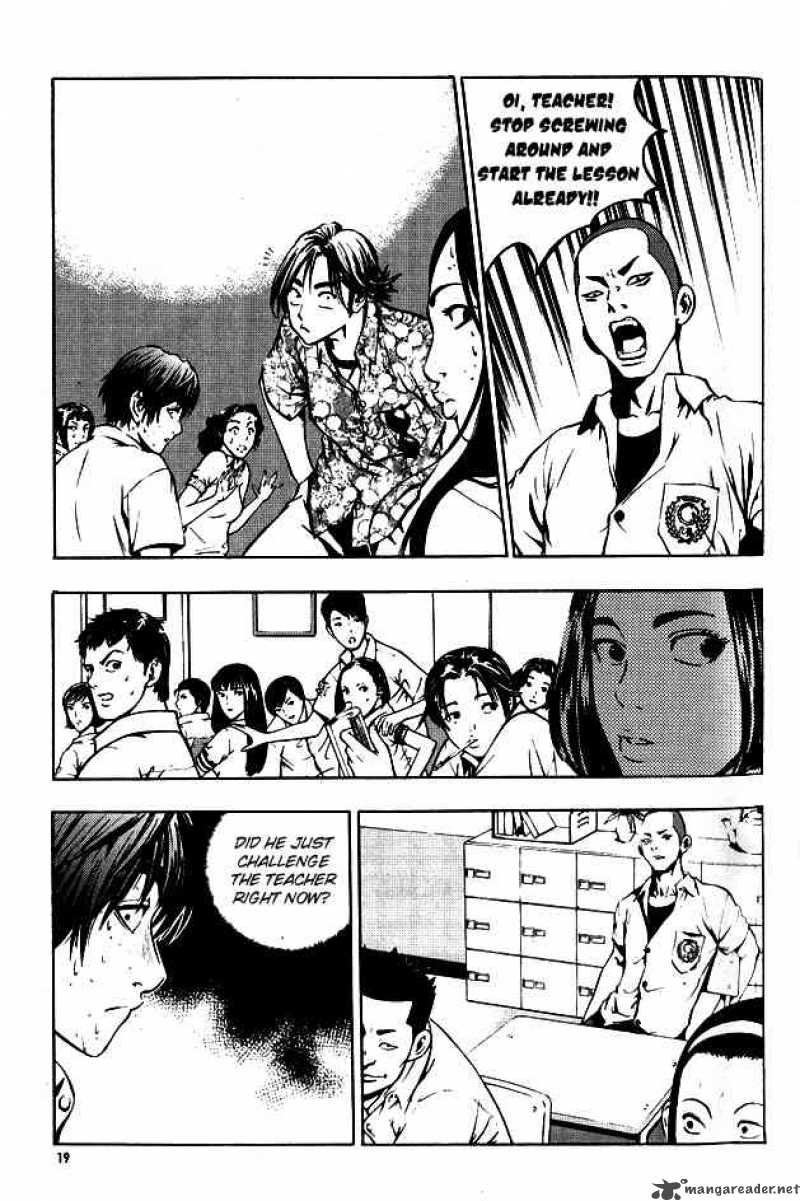 OI, TEACHER!
STOP SCREWING
AROUND AND
START THE LESSON
ALREADY!!
DID HE JUST
CHALLENGE
THE TEACHER
RIGHT NOW?
19
mangareader.net